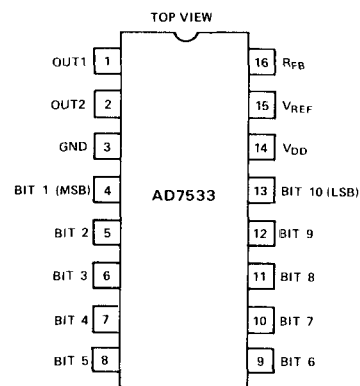 TOP VIEW
OUT1 1 16 RFB
OUT2 2 15 VREF
GND 3 14 VDD
BIT 1 (MSB) 4 AD7533 13 BIT 10 (LSB)
BIT 2 5 12 BIT 9
BIT 3 6 11 BIT 8
BIT 4 7 10 BIT 7
BIT 5 8 9 BIT 6